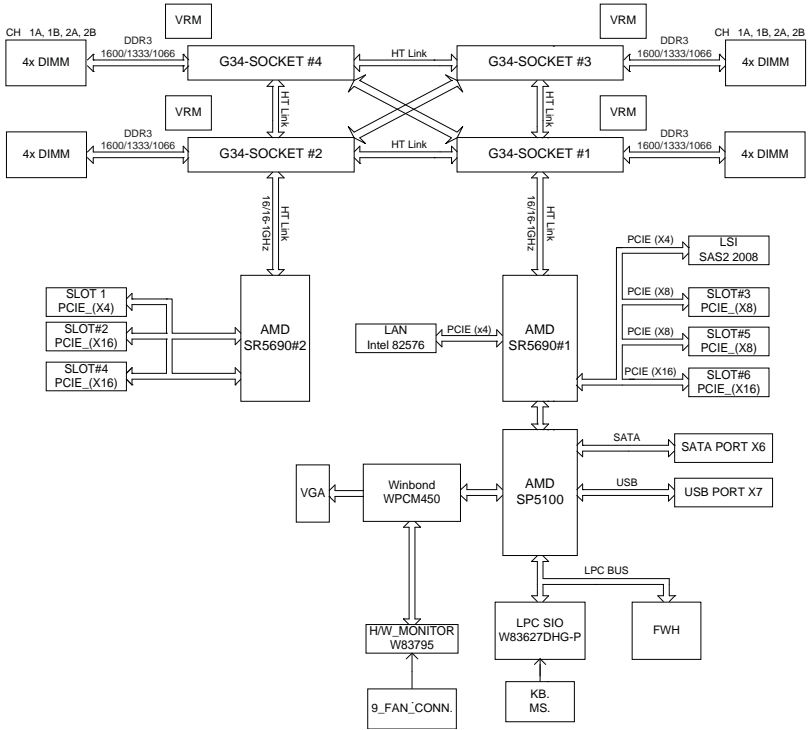 VRM
VRM
CH 1A, 1B, 2A, 2B
CH 1A, 1B, 2A, 2B
4x DIMM
DDR3
1600/1333/1066
G34-SOCKET #4
HT Link
G34-SOCKET #3
DDR3
1600/1333/1066
4x DIMM
HT Link
HT Link
VRM
VRM
4x DIMM
DDR3
1600/1333/1066
G34-SOCKET #2
HT Link
G34-SOCKET #1
DDR3
1600/1333/1066
4x DIMM
HT Link
16/16-1GHz
HT Link
16/16-1GHz
PCIE (X4)
LSI
SAS2 2008
SLOT 1
PCIE_(X4)
SLOT#2
PCIE_(X16)
SLOT#4
PCIE_(X16)
AMD
SR5690#2
LAN
Intel 82576
PCIE (x4)
AMD
SR5690#1
PCIE (X8)
SLOT#3
PCIE_(X8)
PCIE (X8)
SLOT#5
PCIE_(X8)
PCIE (X16)
SLOT#6
PCIE_(X16)
VGA
Winbond
WPCM450
AMD
SP5100
SATA
SATA PORT X6
USB
USB PORT X7
LPC BUS
H/W_MONITOR
W83795
LPC SIO
W83627DHG-P
FWH
9_FAN_CONN.
KB.
MS.